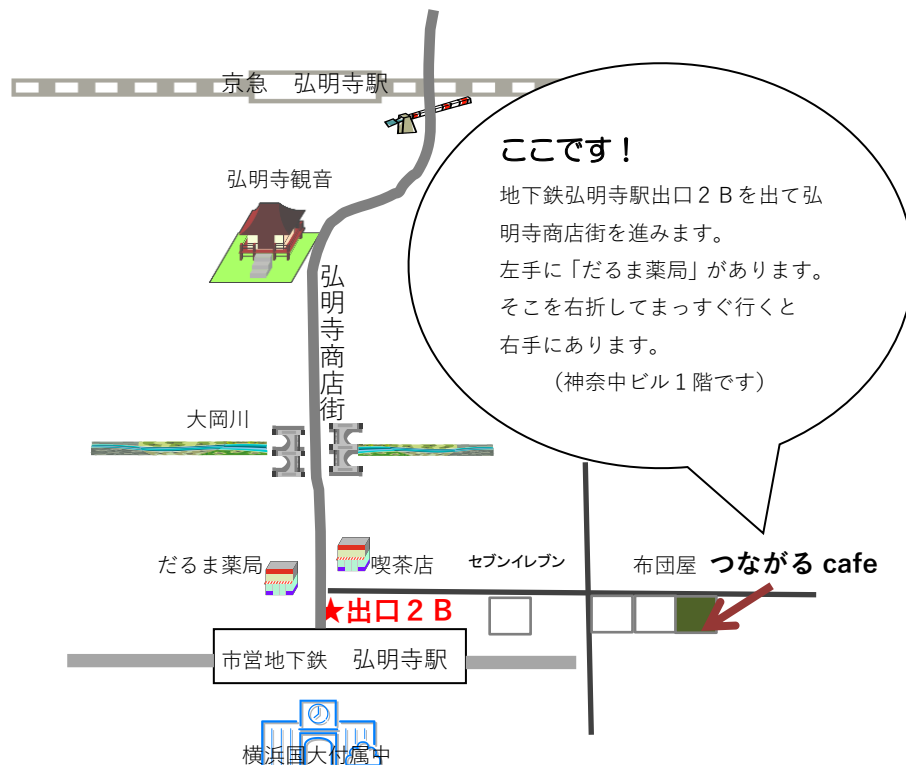 京急　弘明寺駅
ここです！
地下鉄弘明寺駅出口２Ｂを出て弘
明寺商店街を進みます。
左手に「だるま薬局」があります。
そこを右折してまっすぐ行くと
右手にあります。
（神奈中ビル１階です）
弘明寺観音
弘明寺商店街
大岡川
だるま薬局
喫茶店
セブンイレブン
布団屋
つながる cafe
★出口２Ｂ
市営地下鉄　弘明寺駅
横浜国大付属中